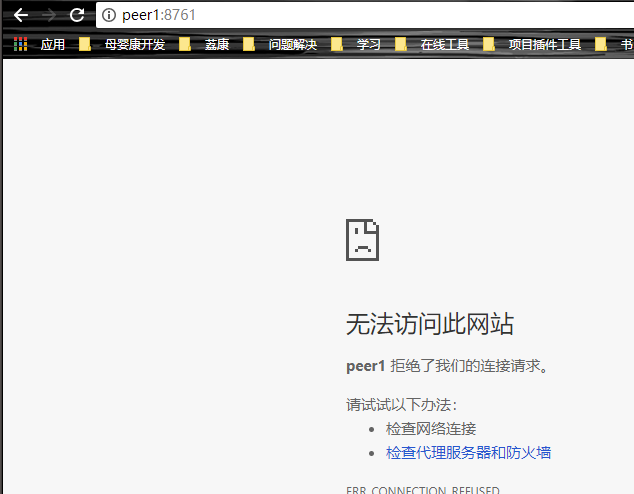 peer1:8761
应用 母婴康开发 荔康 问题解决 学习 在线工具 项目插件工具 书
无法访问此网站
peer1 拒绝了我们的连接请求。
请试试以下办法：
检查网络连接
检查代理服务器和防火墙
ERR_CONNECTION_REFUSED